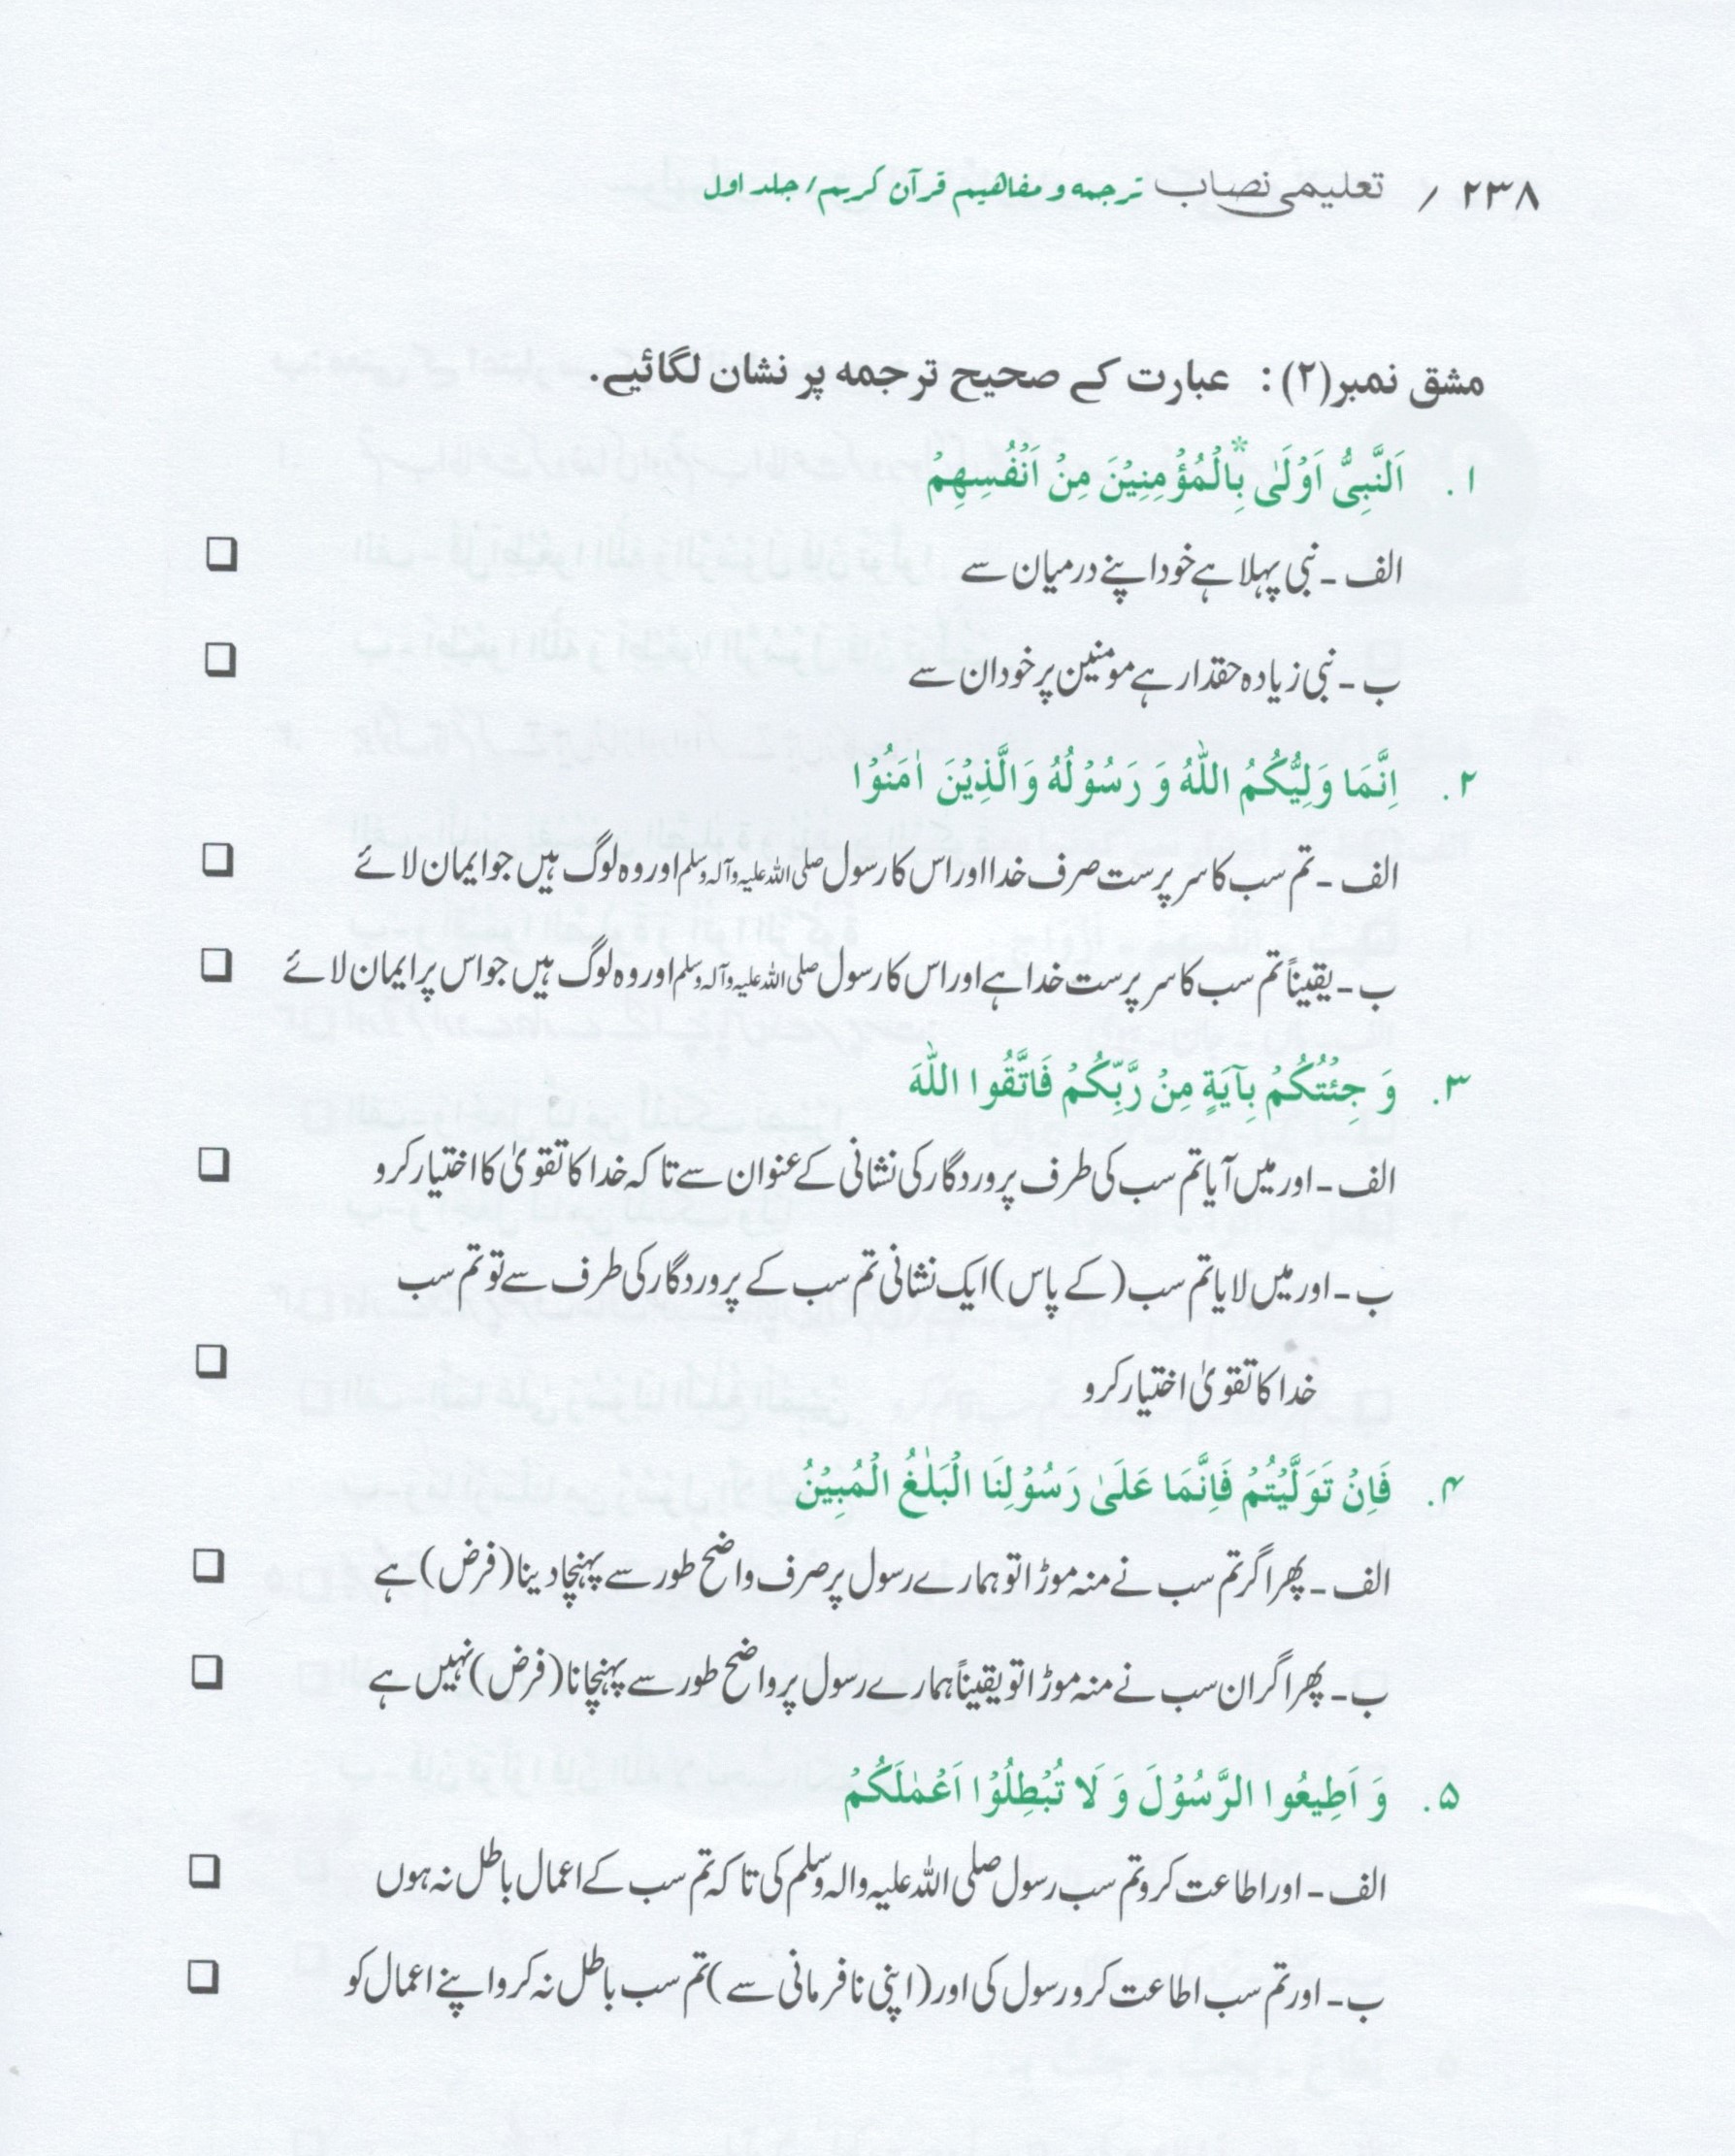 ۲۳۸ / تعلیمی نصاب ترجمه و مفاهیم قرآن کریم/ جلد اول
مشق نمبر(۲) : عبارت کے صحیح ترجمہ پر نشان لگائیے.
۱. اَلنَّبِیُّ اَوْلَیٰ بِالْمُؤْمِنِیْنَ* مِنْ اَنْفُسِهِمْ
الف ۔ نبی پہلا ہے خود اپنے درمیان سے ❑
ب ۔ نبی زیادہ حقدار ہے مومنین پر خود ان سے ❑
۲. اِنَّمَا وَلِیُّکُمُ اللّٰهُ وَ رَسُوْلُهُ وَالَّذِیْنَ اٰمَنُوْا
الف ۔ تم سب کا سرپرست صرف خدا اور اس کا رسول صلی اللہ علیہ وآلہ وسلم اور وہ لوگ ہیں جو ایمان لائے ❑
ب ۔ یقیناً تم سب کا سرپرست خدا ہے اور اس کا رسول صلی اللہ علیہ وآلہ وسلم اور وہ لوگ ہیں جو اس پر ایمان لائے ❑
۳. وَ جِئْتُکُمْ بِآیَةٍ مِنْ رَّبِّکُمْ فَاتَّقُوا اللّٰهَ
الف ۔ اور میں آیا تم سب کی طرف پروردگار کی نشانی کے عنوان سے تا کہ خدا کا تقویٰ کا اختیار کرو ❑
ب ۔ اور میں لایا تم سب (کے پاس) ایک نشانی تم سب کے پروردگار کی طرف سے تو تم سب
خدا کا تقویٰ اختیار کرو ❑
۴. فَاِنْ تَوَلَّیْتُمْ فَاِنَّمَا عَلَیٰ رَسُوْلِنَا الْبَلٰغُ الْمُبِیْنُ
الف ۔ پھر اگر تم سب نے منہ موڑا تو ہمارے رسول پر صرف واضح طور سے پہنچا دینا (فرض) ہے ❑
ب ۔ پھر اگر ان سب نے منہ موڑا تو یقیناً ہمارے رسول پر واضح طور سے پہنچانا (فرض) نہیں ہے ❑
۵. وَ اَطِیعُوا الرَّسُوْلَ وَ لَا تُبْطِلُوْا اَعْمٰلَکُمْ
الف ۔ اور اطاعت کرو تم سب رسول صلی اللہ علیہ والہ وسلم کی تا کہ تم سب کے اعمال باطل نہ ہوں ❑
ب ۔ اور تم سب اطاعت کرو رسول کی اور (اپنی نافرمانی سے) تم سب باطل نہ کرو اپنے اعمال کو ❑